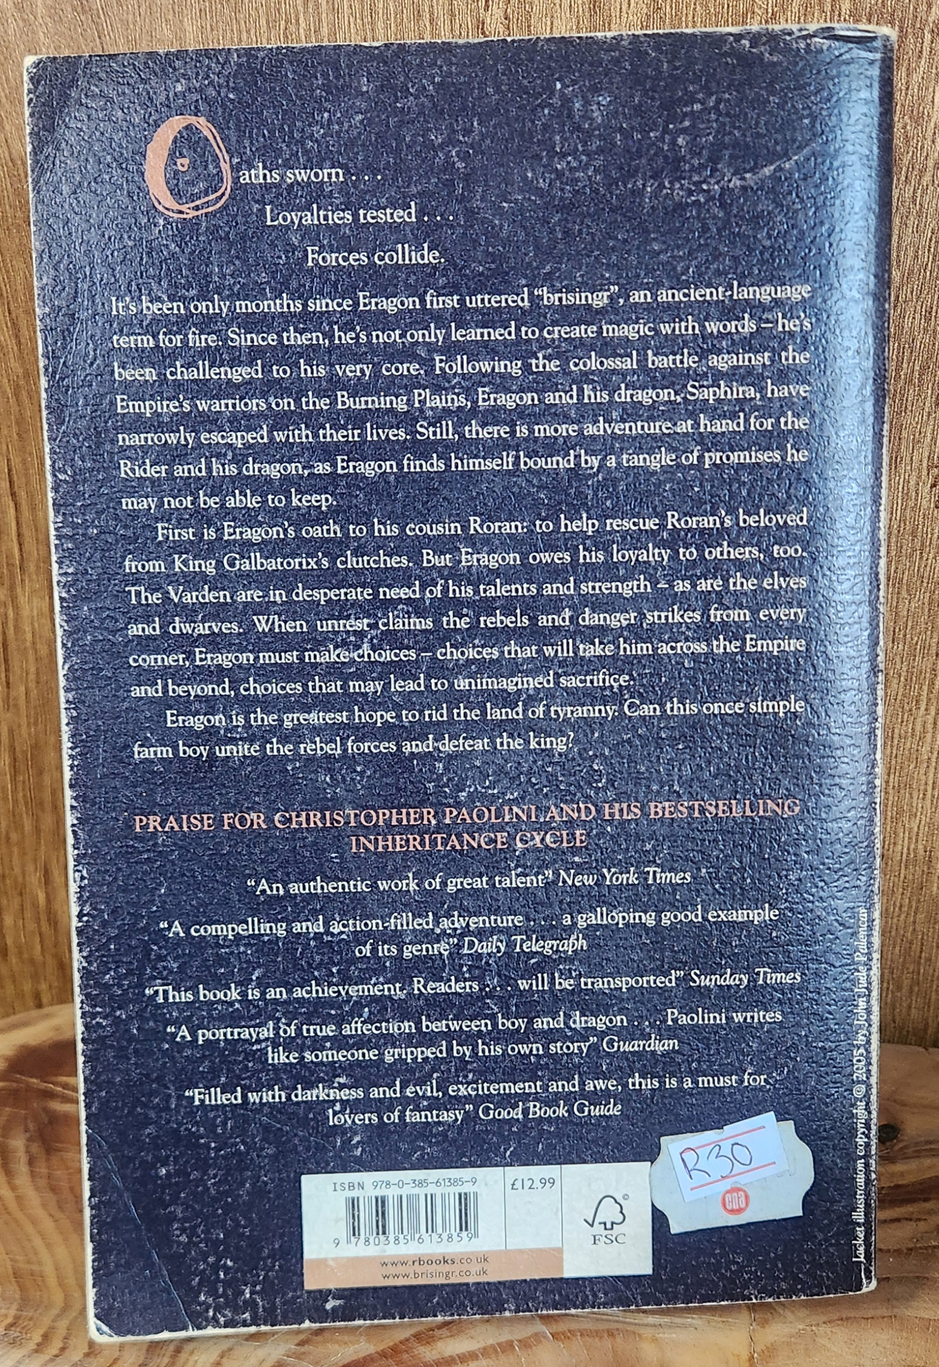 Oaths sworn . . .
Loyalties tested . . .
Forces collide.
It's been only months since Eragon first uttered “brisingr”, an ancient-language
term for fire. Since then, he's not only learned to create magic with words – he's
been challenged to his very core. Following the colossal battle against the
Empire's warriors on the Burning Plains, Eragon and his dragon, Saphira, have
narrowly escaped with their lives. Still, there is more adventure at hand for the
Rider and his dragon, as Eragon finds himself bound by a tangle of promises he
may not be able to keep.
First is Eragon's oath to his cousin Roran: to help rescue Roran's beloved
from King Galbatorix's clutches. But Eragon owes his loyalty to others, too.
The Varden are in desperate need of his talents and strength – as are the elves
and dwarves. When unrest claims the rebels and danger strikes from every
corner, Eragon must make choices – choices that will take him across the Empire
and beyond, choices that may lead to unimagined sacrifice.
Eragon is the greatest hope to rid the land of tyranny. Can this once simple
farm boy unite the rebel forces and defeat the king?
PRAISE FOR CHRISTOPHER PAOLINI AND HIS BESTSELLING
INHERITANCE CYCLE
“An authentic work of great talent” New York Times
“A compelling and action-filled adventure . . . a galloping good example
of its genre” Daily Telegraph
“This book is an achievement. Readers . . . will be transported” Sunday Times
“A portrayal of true affection between boy and dragon . . . Paolini writes
like someone gripped by his own story” Guardian
“Filled with darkness and evil, excitement and awe, this is a must for
lovers of fantasy” Good Book Guide
Jacket illustration copyright © 2005 by John Jude Palencar
R30
cna
ISBN 978-0-385-61385-9
£12.99
9 780385 613859
FSC
www.rbooks.co.uk
www.brisingr.co.uk